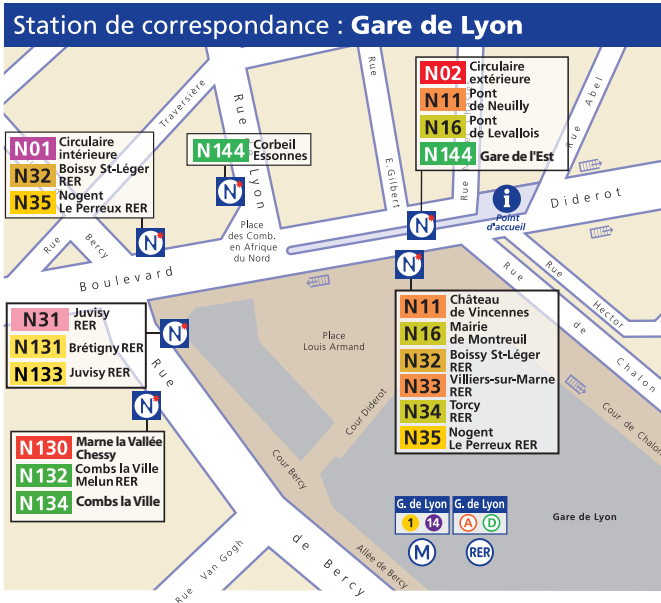 Station de correspondance : Gare de Lyon
N01 Circulaire
intérieure
N32 Boissy St-Léger
RER
N35 Nogent
Le Perreux RER
N144 Corbeil
Essonnes
N02 Circulaire
extérieure
N11 Pont
de Neuilly
N16 Pont
de Levallois
N144 Gare de l'Est
Traversière
Rue
Lyon
Rue
E.Gilbert
Rue
Rue Abel
Diderot
i
Point
d'accueil
Rue
Bercy
Place
des Comb.
en Afrique
du Nord
Boulevard
N
N
N
N
N31 Juvisy
RER
N131 Brétigny RER
N133 Juvisy RER
N
Rue
Place
Louis Armand
N11 Château
de Vincennes
N16 Mairie
de Montreuil
N32 Boissy St-Léger
RER
N33 Villiers-sur-Marne
RER
N34 Torcy
RER
N35 Nogent
Le Perreux RER
Rue
Hector
Rue
de
Chalon
N
N130 Marne la Vallée
Chessy
N132 Combs la Ville
Melun RER
N134 Combs la Ville
Cour Diderot
Cour de Chalon
Cour Bercy
G. de Lyon
1 14
M
G. de Lyon
A D
RER
Gare de Lyon
Rue Van Gogh
de Bercy
Allée de Bercy